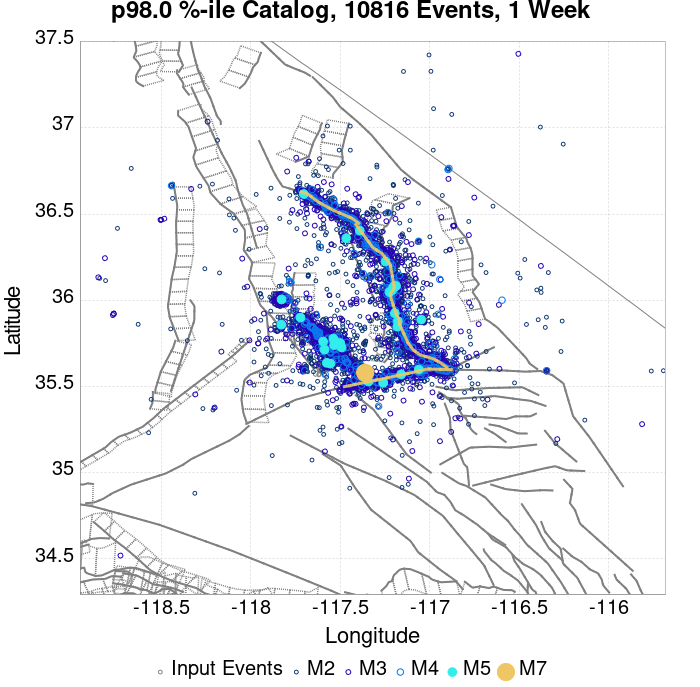 p98.0 %-ile Catalog, 10816 Events, 1 Week
37.5
37
36.5
36
35.5
35
34.5
Latitude
-118.5
-118
-117.5
-117
-116.5
-116
Longitude
Input Events
M2
M3
M4
M5
M7